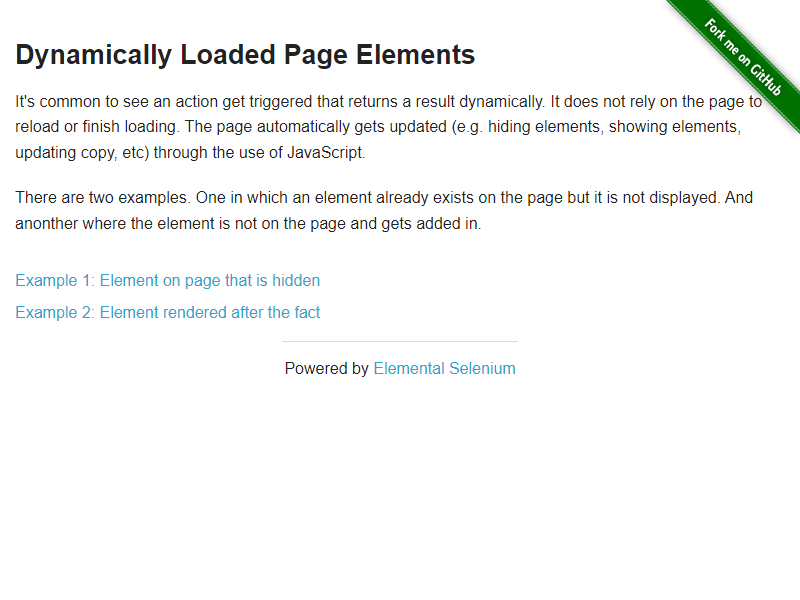 Fork me on GitHub
Dynamically Loaded Page Elements
It's common to see an action get triggered that returns a result dynamically. It does not rely on the page to
reload or finish loading. The page automatically gets updated (e.g. hiding elements, showing elements,
updating copy, etc) through the use of JavaScript.
There are two examples. One in which an element already exists on the page but it is not displayed. And
anonther where the element is not on the page and gets added in.
Example 1: Element on page that is hidden
Example 2: Element rendered after the fact
Powered by Elemental Selenium